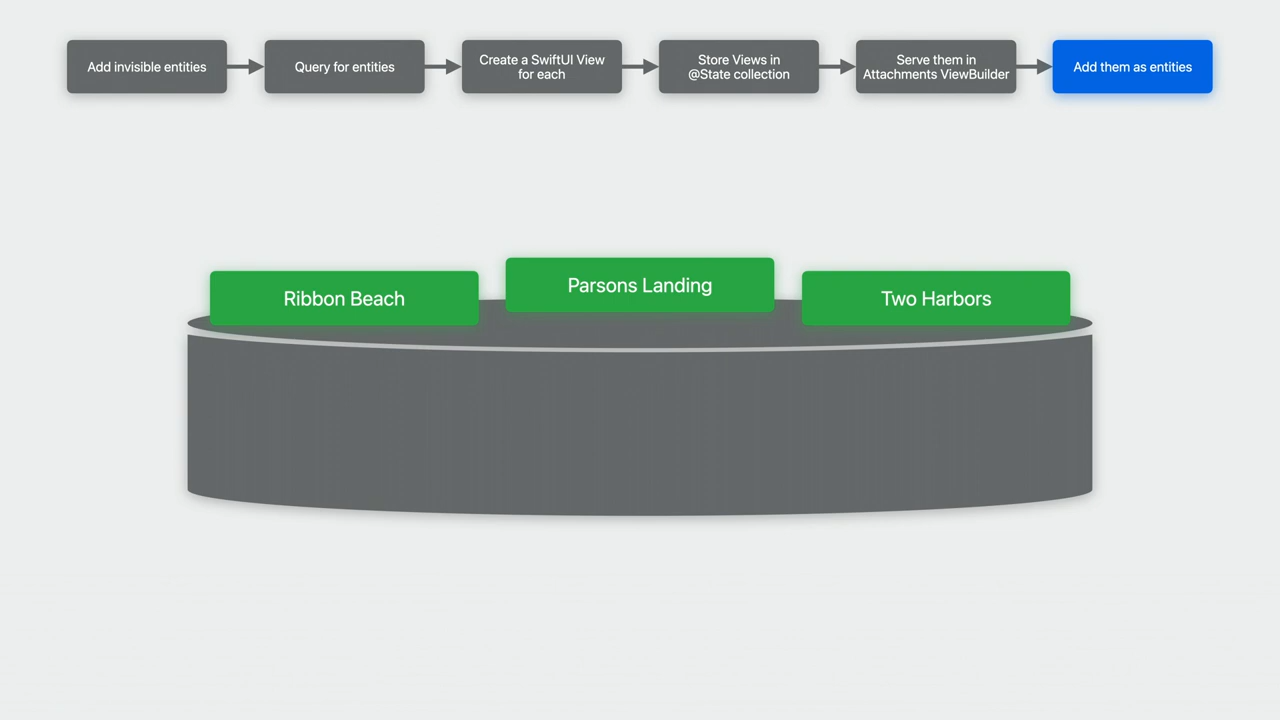 Add invisible entities
Query for entities
Create a SwiftUI View
for each
Store Views in
@State collection
Serve them in
Attachments ViewBuilder
Add them as entities
Ribbon Beach
Parsons Landing
Two Harbors